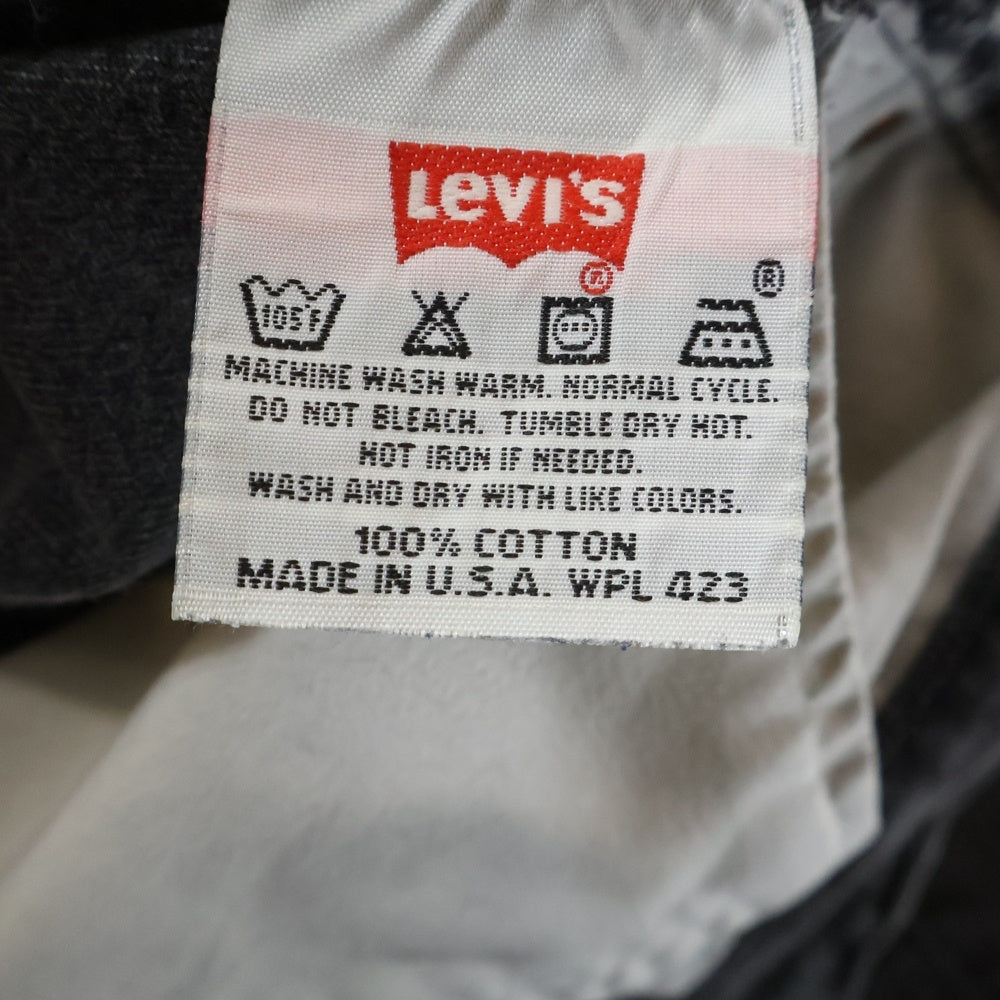 Levi's
®
®
105°F
MACHINE WASH WARM. NORMAL CYCLE.
DO NOT BLEACH. TUMBLE DRY HOT.
HOT IRON IF NEEDED.
WASH AND DRY WITH LIKE COLORS.
100% COTTON
MADE IN U.S.A. WPL 423